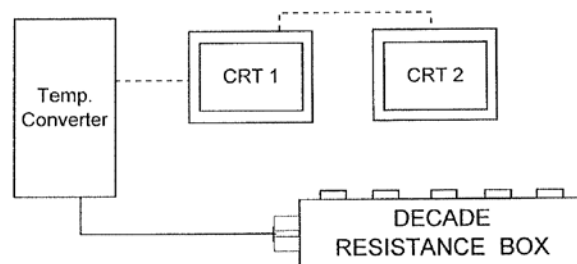 Temp.
Converter
CRT 1
CRT 2
DECADE
RESISTANCE BOX